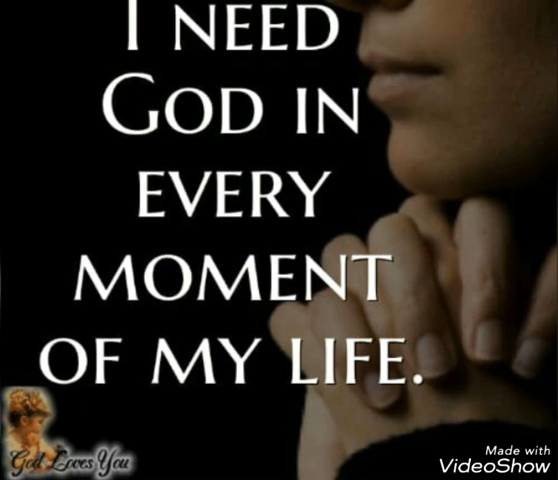 I NEED
GOD IN
EVERY
MOMENT
OF MY LIFE.
God Loves You
Made with
VideoShow